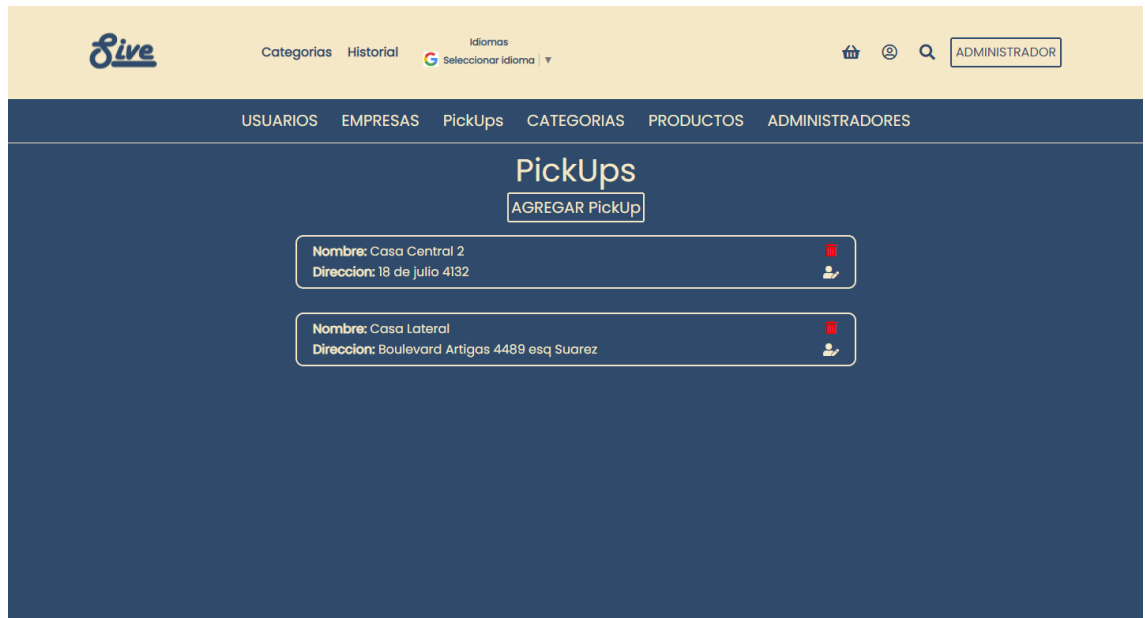 Sive
Categorias Historial
Idiomas
Seleccionar idioma ▼
ADMINISTRADOR
USUARIOS EMPRESAS PickUps CATEGORIAS PRODUCTOS ADMINISTRADORES
PickUps
AGREGAR PickUp
Nombre: Casa Central 2
Direccion: 18 de julio 4132
Nombre: Casa Lateral
Direccion: Boulevard Artigas 4489 esq Suarez